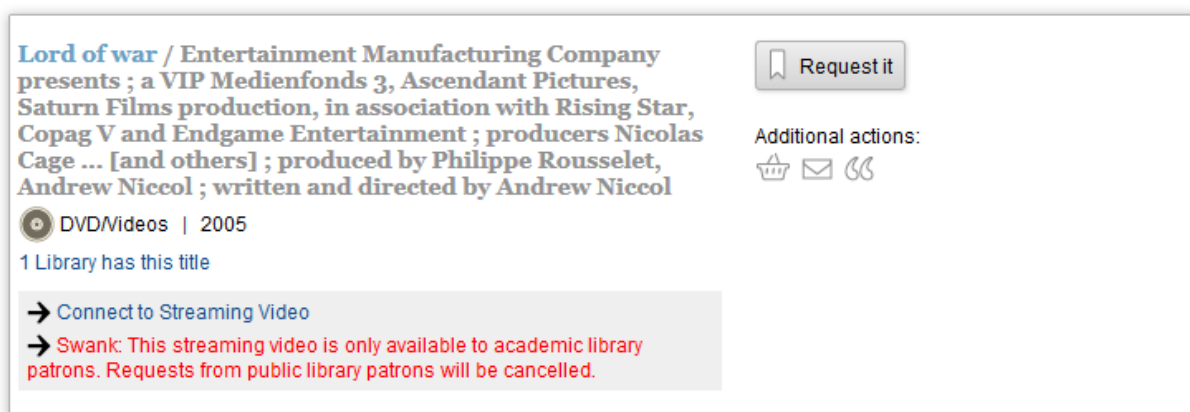 Lord of war / Entertainment Manufacturing Company
presents ; a VIP Medienfonds 3, Ascendant Pictures,
Saturn Films production, in association with Rising Star,
Copag V and Endgame Entertainment ; producers Nicolas
Cage ... [and others] ; produced by Philippe Rousselet,
Andrew Niccol ; written and directed by Andrew Niccol
DVD/Videos | 2005
1 Library has this title
Connect to Streaming Video
Swank: This streaming video is only available to academic library
patrons. Requests from public library patrons will be cancelled.
Request it
Additional actions: